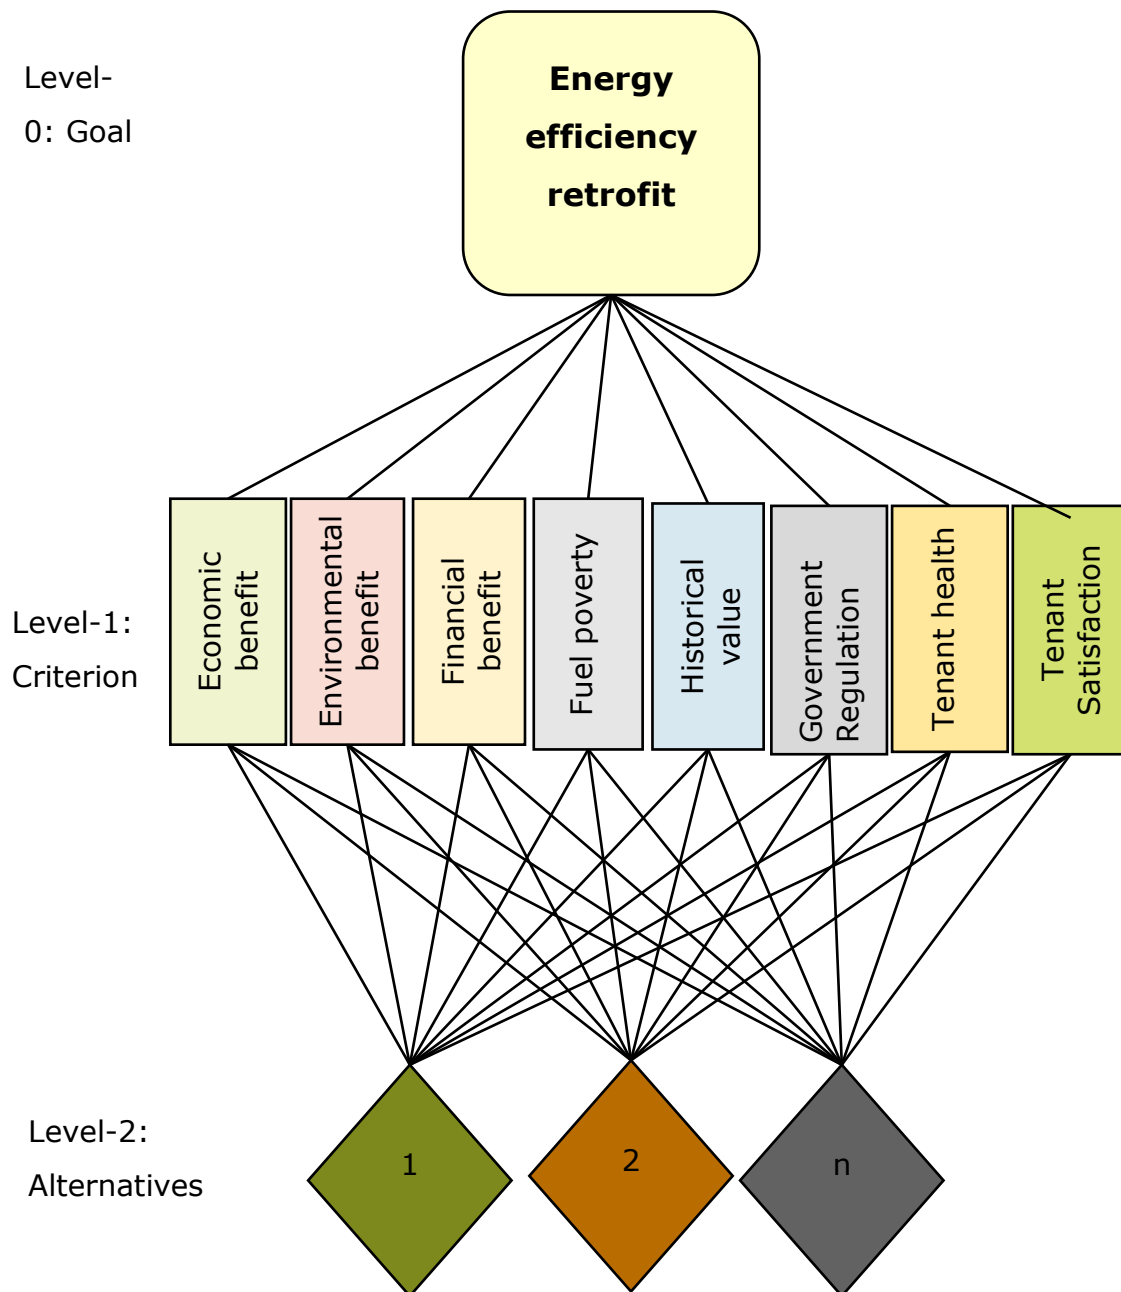 Level-
0: Goal
Energy
efficiency
retrofit
Level-1:
Criterion
Economic
benefit
Environmental
benefit
Financial
benefit
Fuel poverty
Historical
value
Government
Regulation
Tenant health
Tenant
Satisfaction
Level-2:
Alternatives
1
2
n